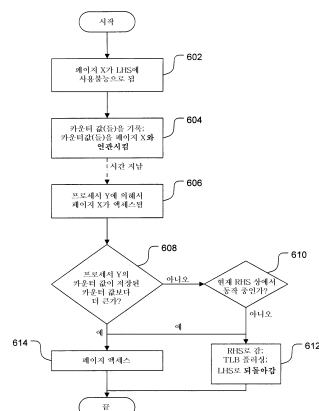 시작
602
페이지 X가 LHS에
사용불능으로 됨
604
카운터 값(들)을 기록;
카운터값(들)을 페이지 X와
연관시킴
시간 지남
606
프로세서 Y에 의해서
페이지 X가 액세스됨
608
610
프로세서 Y의
카운터 값이 저장된
카운터 값보다
더 큰가?
아니오
현재 RHS 상에서
동작 중인가?
예
예
아니오
614
페이지 액세스
RHS로 감;
TLB 플러싱;
LHS로 되돌아감
612
끝